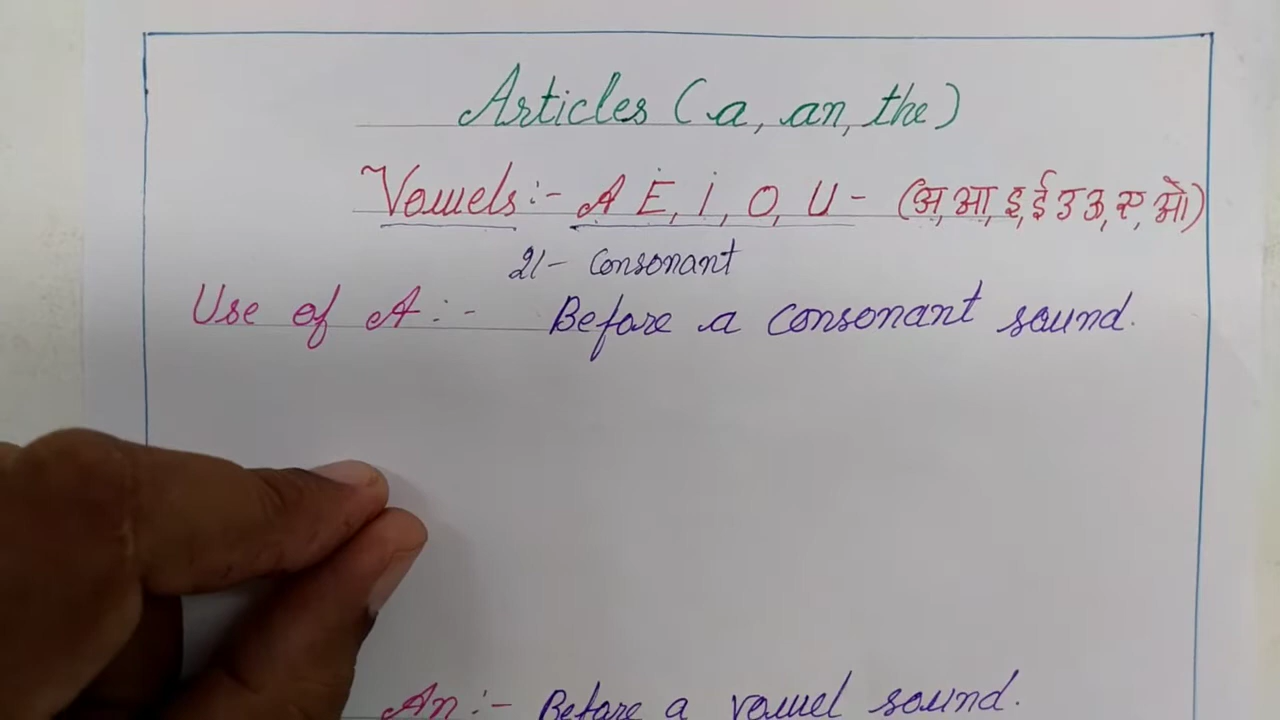 Articles (a, an, the)
Vowels:- A E, I, O, U - (अ, आ, इ, ई उ ऊ, ए, ओ)
21- Consonant
Use of A:- Before a consonant sound.
An:- Before a vowel sound.